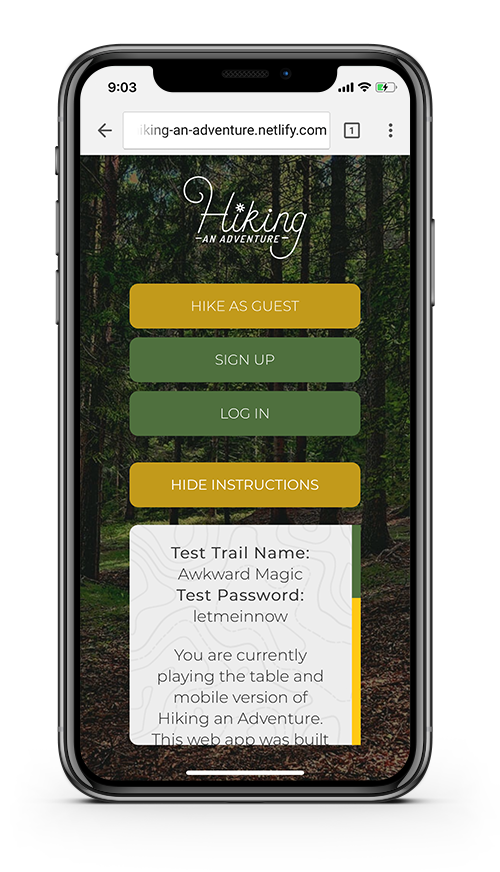 9:03
iking-an-adventure.netlify.com
1
Hiking
AN ADVENTURE
HIKE AS GUEST
SIGN UP
LOG IN
HIDE INSTRUCTIONS
Test Trail Name:
Awkward Magic
Test Password:
letmeinnow
You are currently
playing the table and
mobile version of
Hiking an Adventure.
This web app was built